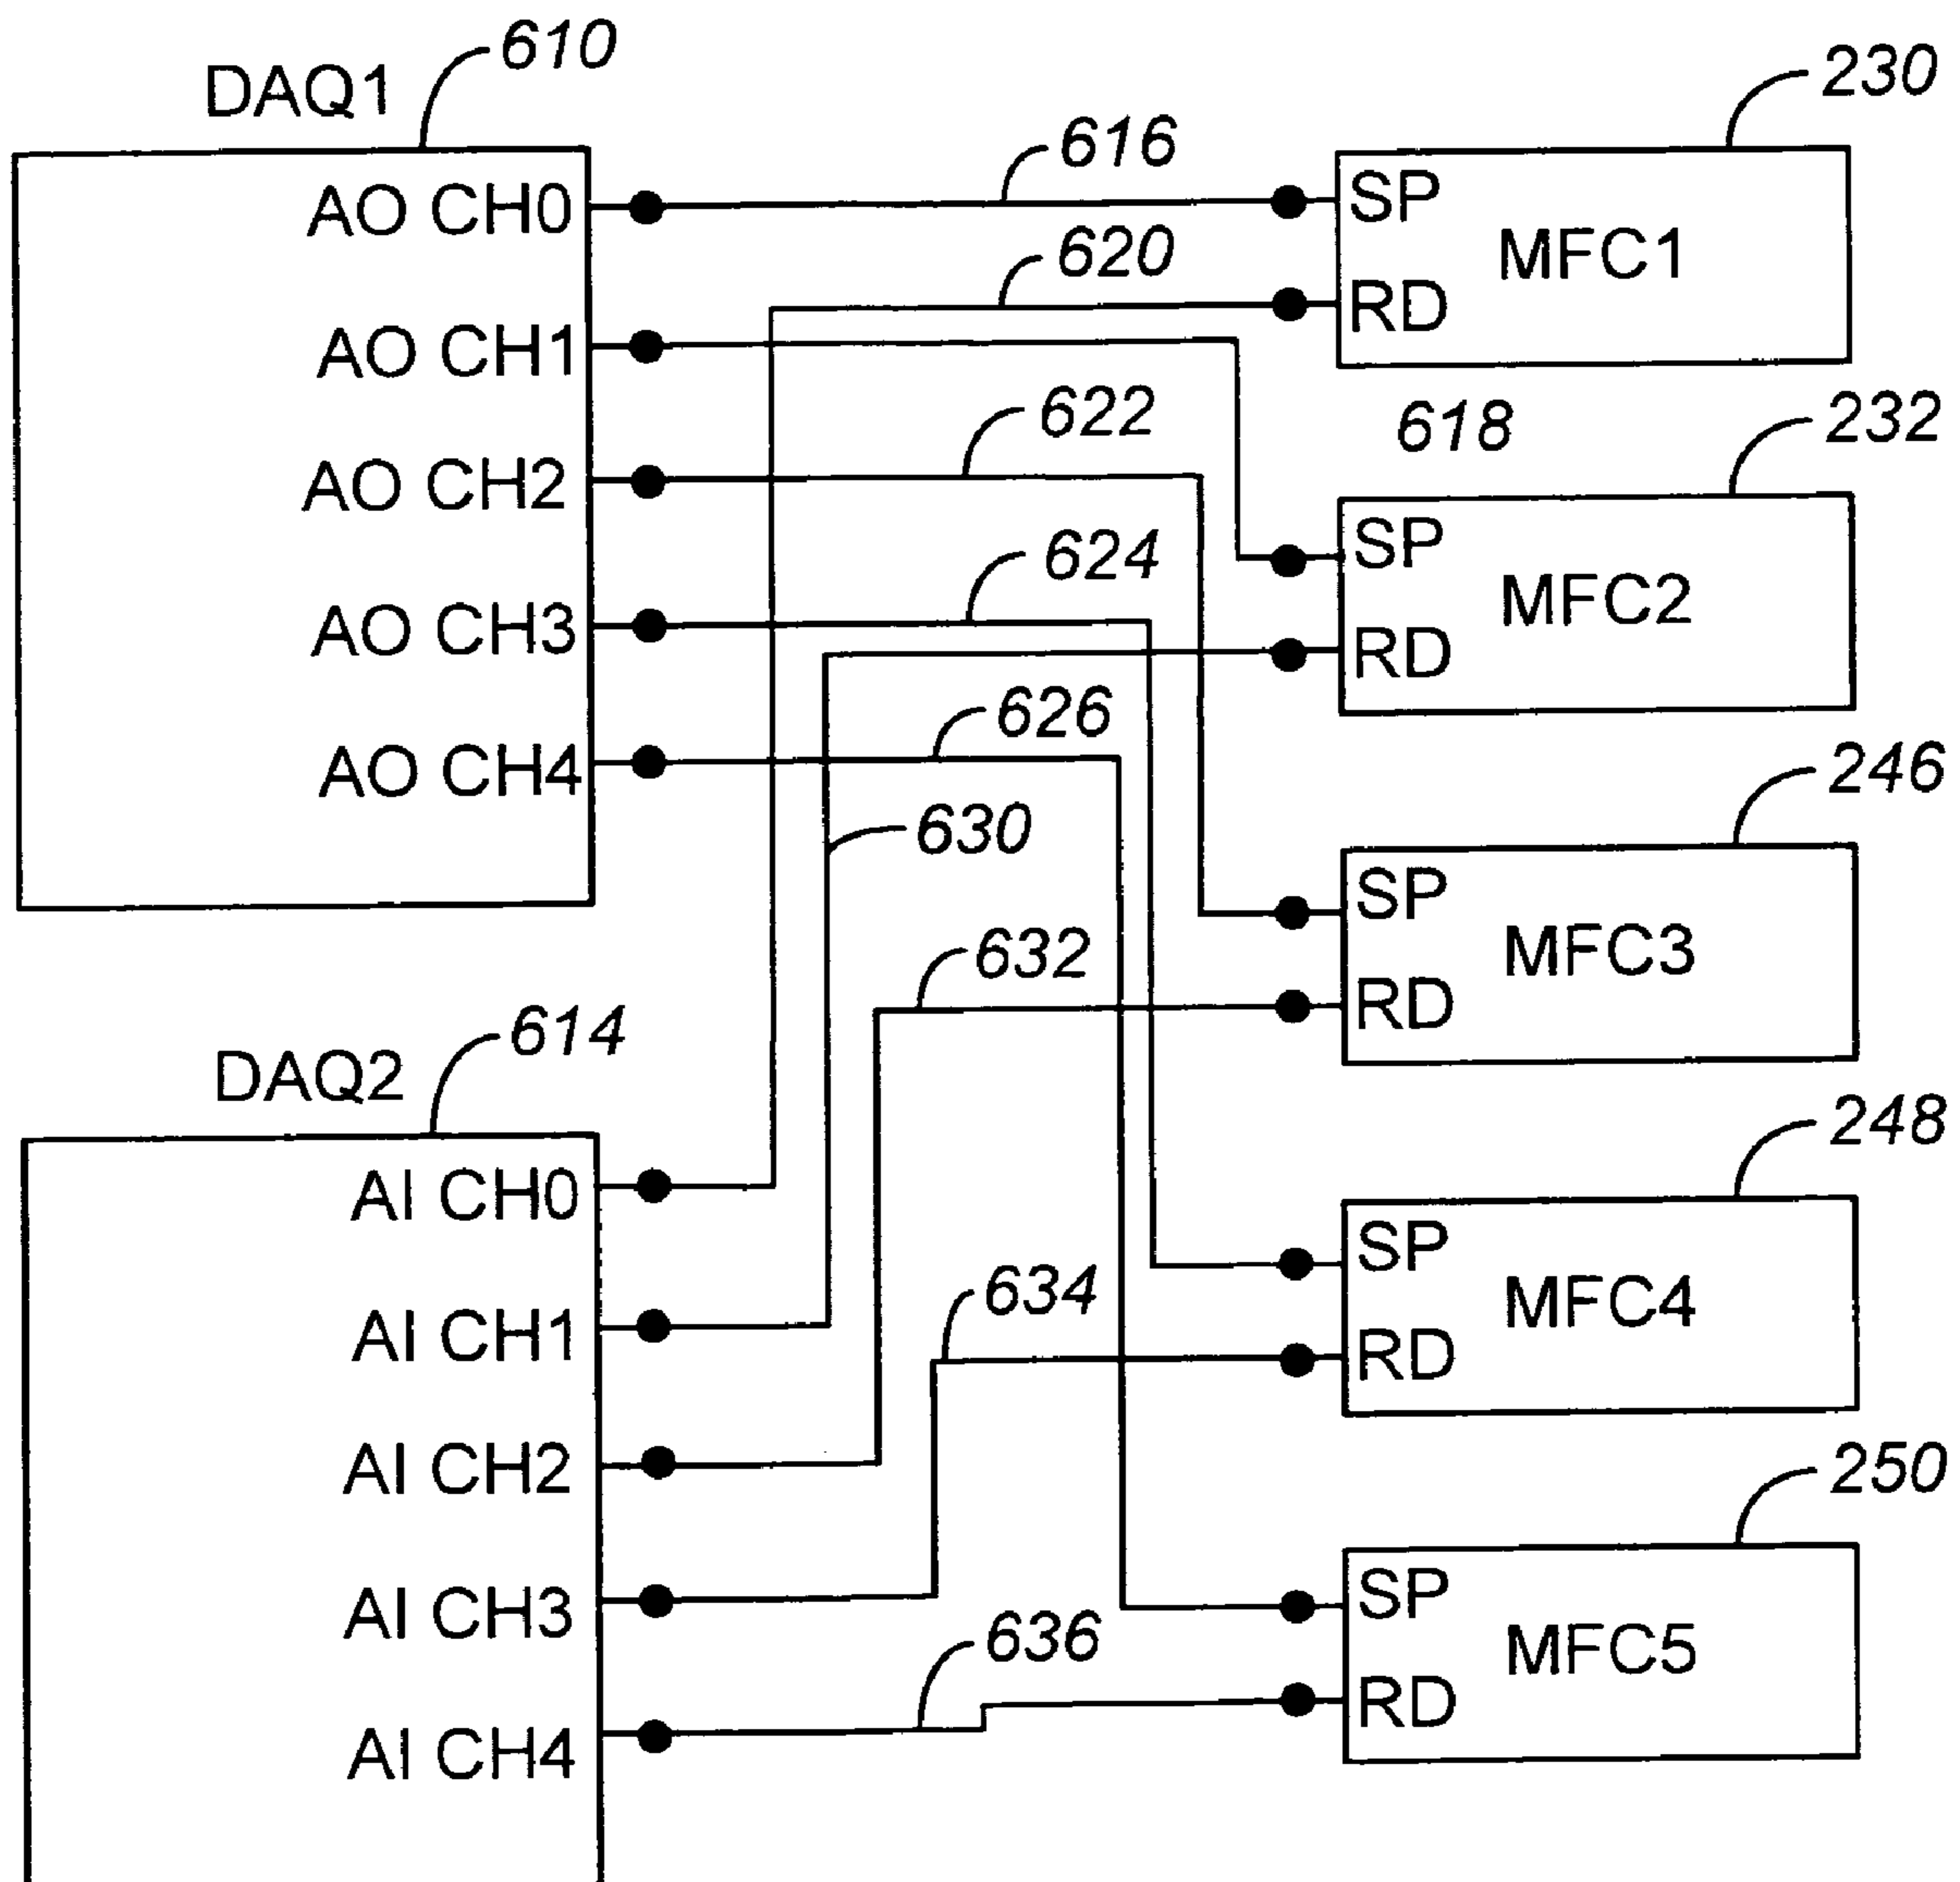 610
DAQ1
230
616
AO CH0
SP
MFC1
620
RD
AO CH1
622
618
232
AO CH2
SP
624
MFC2
AO CH3
RD
626
246
AO CH4
630
SP
MFC3
632
RD
614
DAQ2
248
AI CH0
SP
634
MFC4
AI CH1
RD
250
AI CH2
SP
AI CH3
636
MFC5
RD
AI CH4